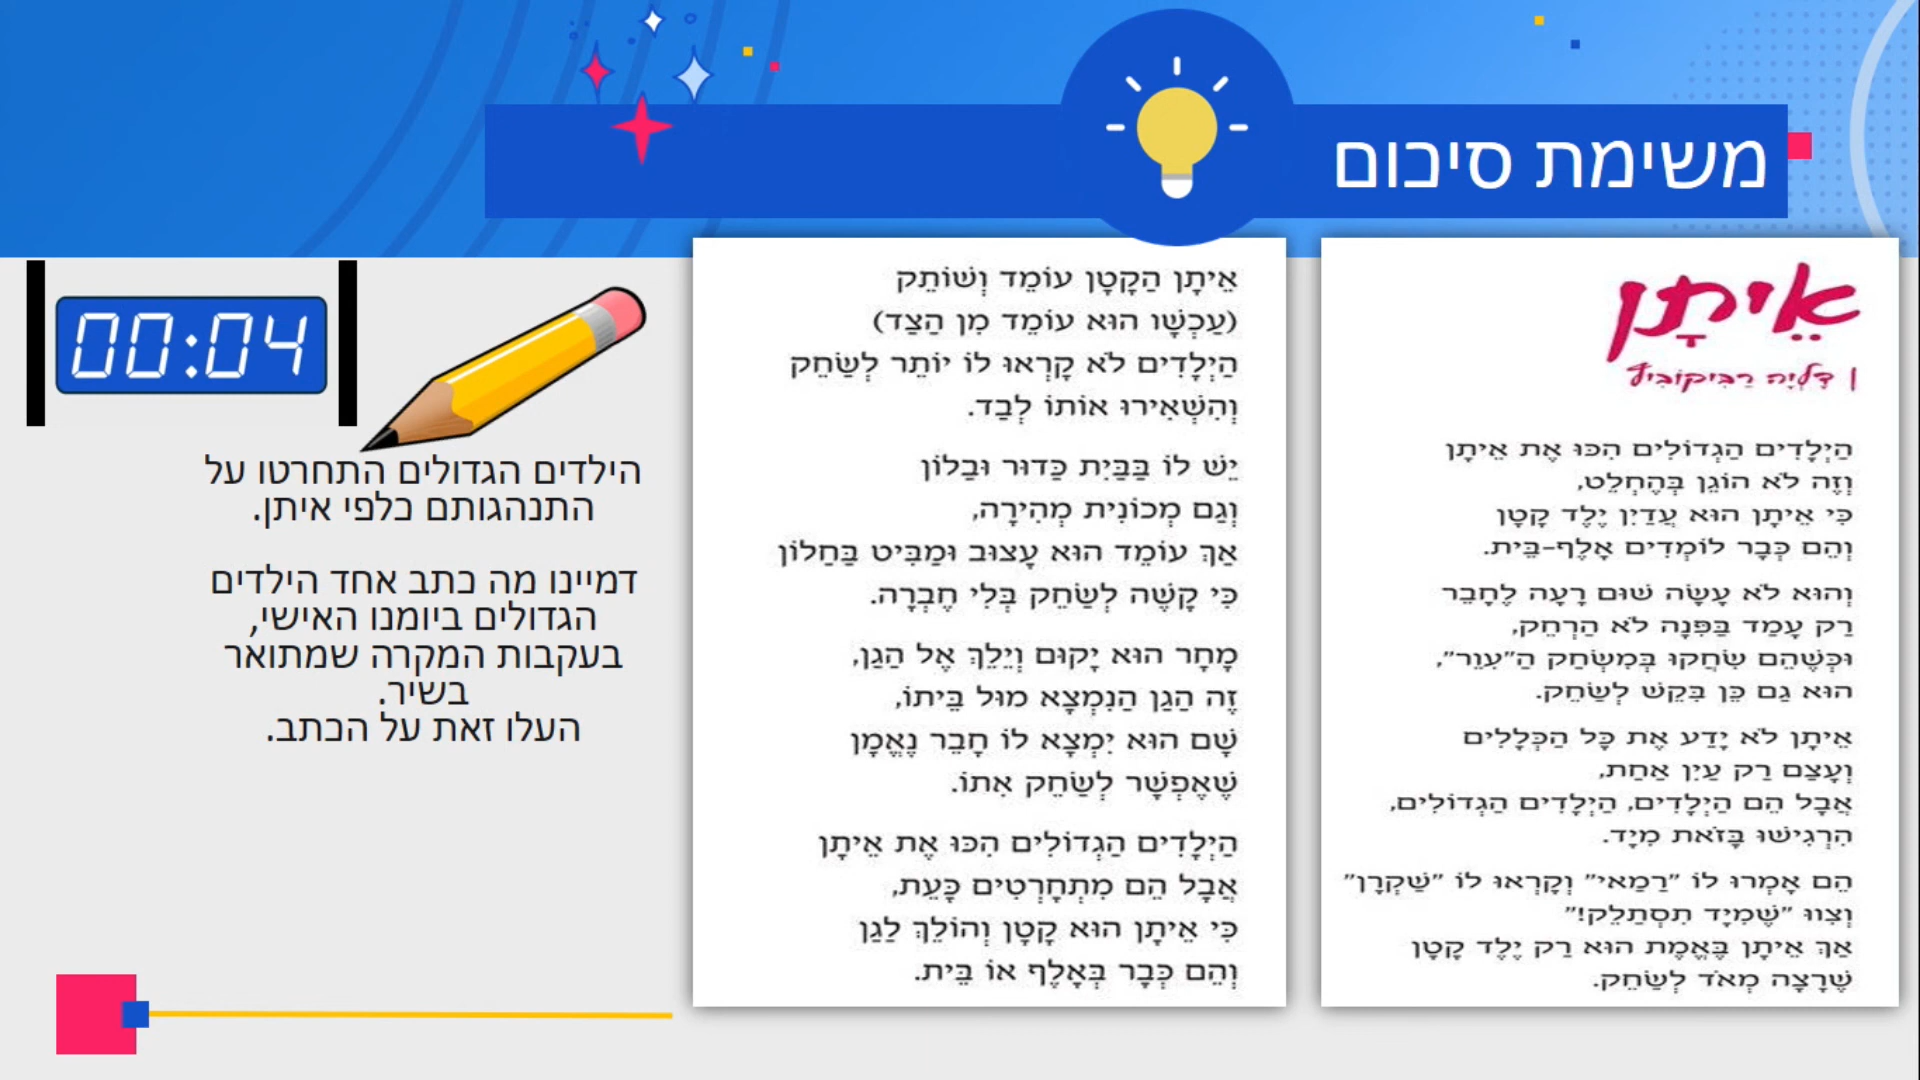 משימת סיכום
אֵיתָן
| דַּלְיָה רַבִּיקוֹבִיץ
הַיְלָדִים הַגְּדוֹלִים הִכּוּ אֶת אֵיתָן
וְזֶה לֹא הוֹגֵן בְּהֶחְלֵט,
כִּי אֵיתָן הוּא עֲדַיִן יֶלֶד קָטָן
וְהֵם כְּבָר לוֹמְדִים אָלֶף-בֵּית.
וְהוּא לֹא עָשָׂה שׁוּם רָעָה לֶחָבֵר
רַק עָמַד בַּפִּנָּה לֹא הַרְחֵק,
וּכְשֶׁהֵם שִׂחֲקוּ בְּמִשְׂחַק הַ"עִוֵּר",
הוּא גַּם כֵּן בִּקֵּשׁ לְשַׂחֵק.
אֵיתָן לֹא יָדַע אֶת כָּל הַכְּלָלִים
וְעָצַם רַק עַיִן אַחַת,
אֲבָל הֵם הַיְלָדִים, הַיְלָדִים הַגְּדוֹלִים,
הִרְגִּישׁוּ בָּזֹאת מִיָּד.
הֵם אָמְרוּ לוֹ "רַמַּאי" וְקָרְאוּ לוֹ "שַׁקְרָן"
וְצִוּוּ "שֶׁמִּיָּד תִּסְתַּלֵּק!"
אַךְ אֵיתָן בֶּאֱמֶת הוּא רַק יֶלֶד קָטָן
שֶׁרָצָה מְאֹד לְשַׂחֵק.
אֵיתָן הַקָּטָן עוֹמֵד וְשׁוֹתֵק
(עַכְשָׁו הוּא עוֹמֵד מִן הַצַּד)
הַיְלָדִים לֹא קָרְאוּ לוֹ יוֹתֵר לְשַׂחֵק
וְהִשְׁאִירוּ אוֹתוֹ לְבַד.
יֵשׁ לוֹ בַּבַּיִת כַּדּוּר וּבָלוֹן
וְגַם מְכוֹנִית מְהִירָה,
אַךְ עוֹמֵד הוּא עָצוּב וּמַבִּיט בַּחַלּוֹן
כִּי קָשֶׁה לְשַׂחֵק בְּלִי חֶבְרָה.
מָחָר הוּא יָקוּם וְיֵלֵךְ אֶל הַגַּן,
זֶה הַגַּן הַנִּמְצָא מוּל בֵּיתוֹ,
שָׁם הוּא יִמְצָא לוֹ חָבֵר נֶאֱמָן
שֶׁאֶפְשָׁר לְשַׂחֵק אִתּוֹ.
הַיְלָדִים הַגְּדוֹלִים הִכּוּ אֶת אֵיתָן
אֲבָל הֵם מִתְחָרְטִים כָּעֵת,
כִּי אֵיתָן הוּא קָטָן וְהוֹלֵךְ לַגַּן
וְהֵם כְּבָר בְּאָלֶף אוֹ בֵּית.
00:04
הילדים הגדולים התחרטו על
התנהגותם כלפי איתן.
דמיינו מה כתב אחד הילדים
הגדולים ביומנו האישי,
בעקבות המקרה שמתואר
בשיר.
העלו זאת על הכתב.